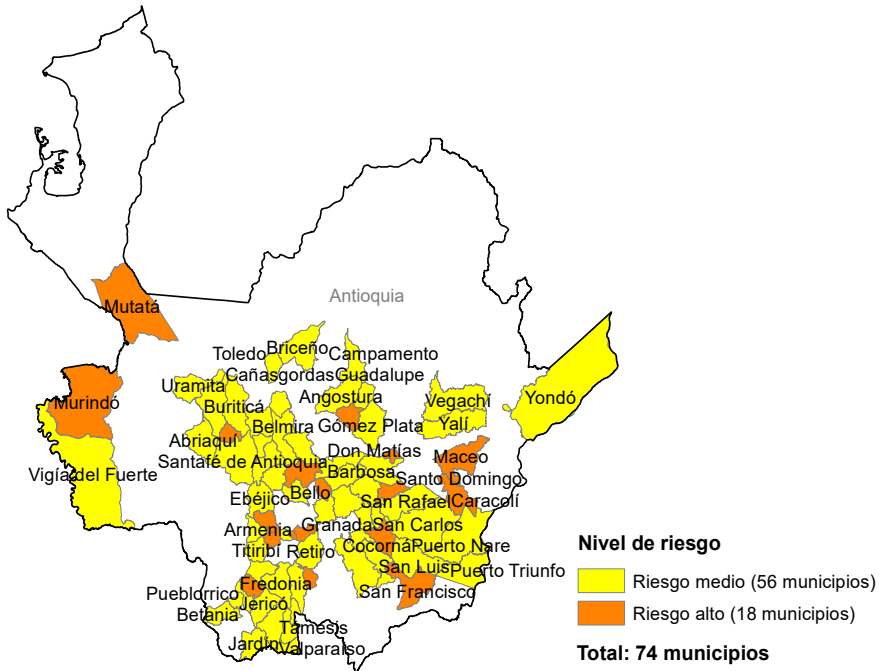 Antioquia
Mutatá
Toledo
Briceño
Campamento
Cañasgordas
Guadalupe
Uramita
Angostura
Vegachí
Yondó
Murindó
Buriticá
Belmira
Gómez Plata
Yalí
Abriaquí
Don Matías
Maceo
Santafé de Antioquia
Barbosa
Vigía del Fuerte
Santo Domingo
Ebéjico
Bello
San Rafael
Caracolí
Armenia
Granada
San Carlos
Titiribí
Retiro
Cocorná
Puerto Nare
San Luis
Puerto Triunfo
Fredonia
San Francisco
Pueblorrico
Jericó
Betania
Támesis
Jardín
Valparaíso
Nivel de riesgo
Riesgo medio (56 municipios)
Riesgo alto (18 municipios)
Total: 74 municipios